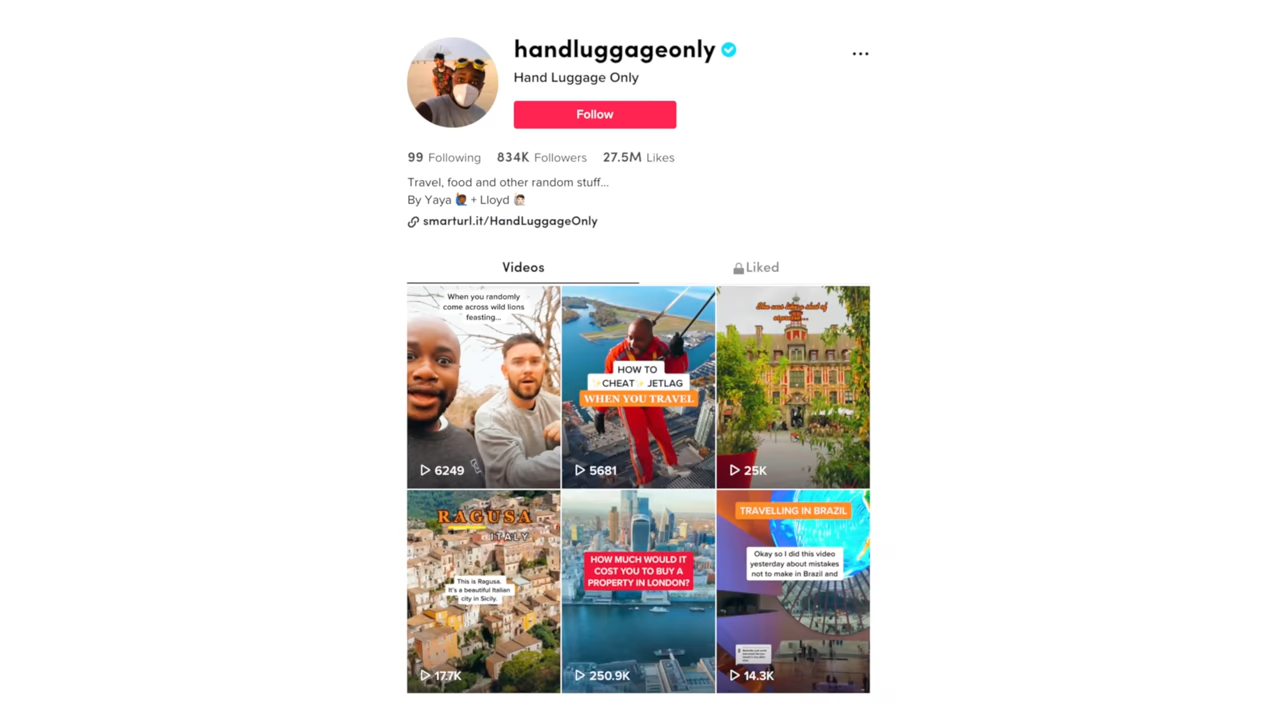 handluggageonly
Hand Luggage Only
Follow
99 Following 834K Followers 27.5M Likes
Travel, food and other random stuff...
By Yaya 🙋🏿‍♂️ + Lloyd 🙋🏻‍♂️
smarturl.it/HandLuggageOnly
Videos
Liked
When you randomly
come across wild lions
feasting...
6249
HOW TO
✨CHEAT✨JETLAG
WHEN YOU TRAVEL
5681
25K
RAGUSA
ITALY
This is Ragusa.
It's a beautiful Italian
city in Sicily.
17.7K
HOW MUCH WOULD IT
COST YOU TO BUY A
PROPERTY IN LONDON?
250.9K
TRAVELLING IN BRAZIL
Okay so I did this video
yesterday about mistakes
not to make in Brazil and
14.3K